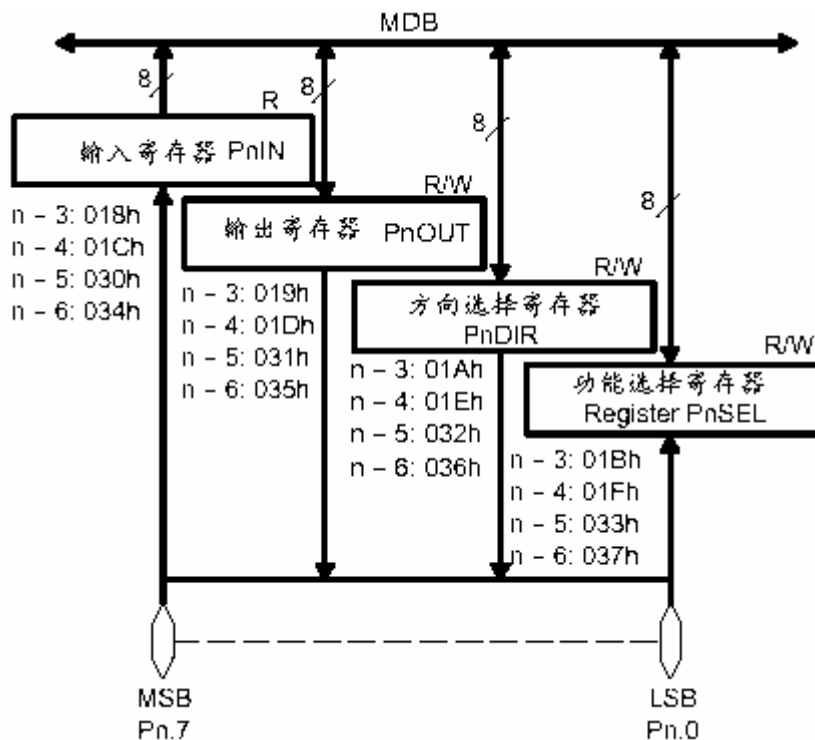 MDB
8
R
8
8
8
输入寄存器 PnIN
R/W
n – 3: 018h
n – 4: 01Ch
n – 5: 030h
n – 6: 034h
输出寄存器 PnOUT
R/W
n – 3: 019h
n – 4: 01Dh
n – 5: 031h
n – 6: 035h
方向选择寄存器
PnDIR
R/W
n – 3: 01Ah
n – 4: 01Eh
n – 5: 032h
n – 6: 036h
功能选择寄存器
Register PnSEL
n – 3: 01Bh
n – 4: 01Fh
n – 5: 033h
n – 6: 037h
MSB
Pn.7
LSB
Pn.0